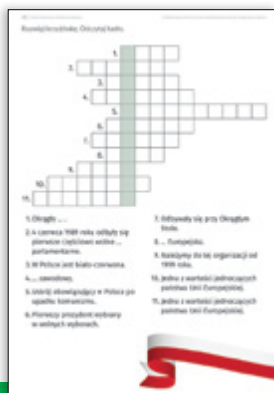 Rozwiąż krzyżówkę. Odczytaj hasło.
1.
2.
3.
4.
5.
6.
7.
8.
9.
10.
11.
1. Okrągły ... .
2. 4 czerwca 1989 roku odbyły się
pierwsze częściowo wolne ...
parlamentarne.
3. W Polsce jest biało-czerwona.
4. ... zawodowy.
5. Ustrój obowiązujący w Polsce po
upadku komunizmu.
6. Pierwszy prezydent wybrany
w wolnych wyborach.
7. Odbywały się przy Okrągłym
Stole.
8. ... Europejska.
9. Należymy do tej organizacji od
1999 roku.
10. Jedna z wartości jednoczących
państwa Unii Europejskiej.
11. Jedna z wartości jednoczących
państwa Unii Europejskiej.